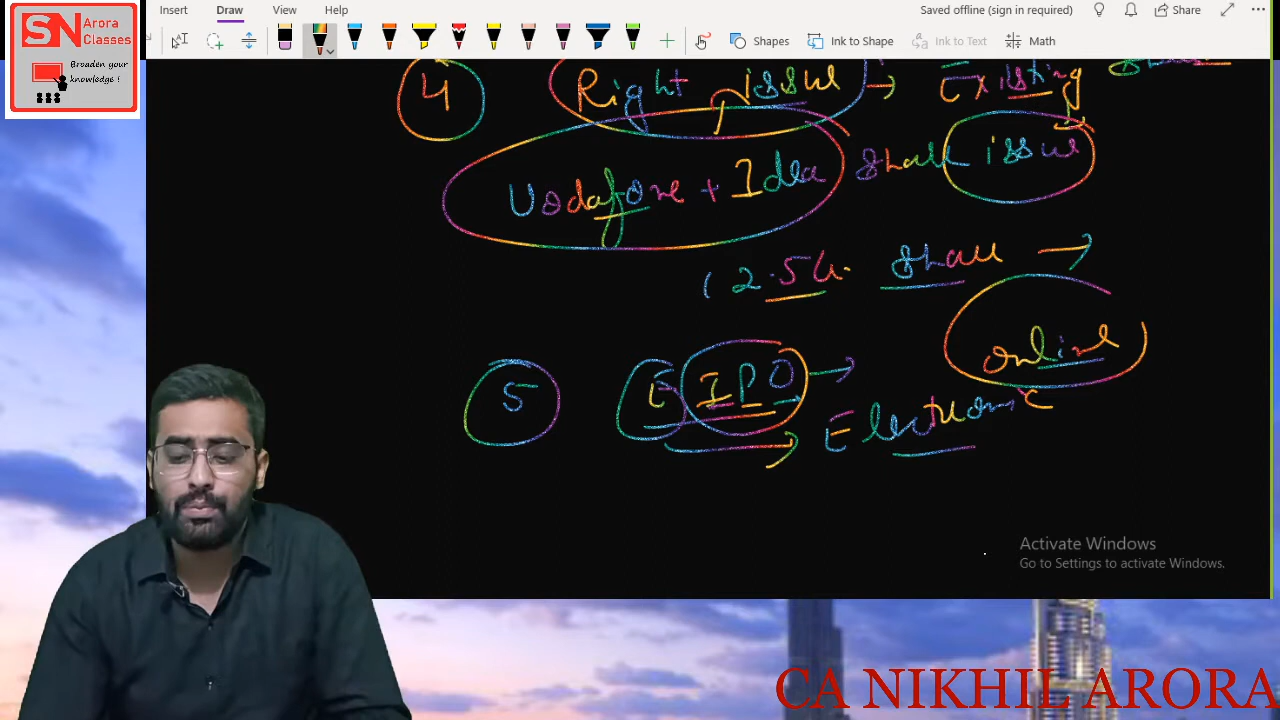 Insert Draw View Help Saved offline (sign in required) Share
Shapes Ink to Shape Ink to Text Math
SN Arora Classes
Broaden your knowledge !
4 Right issue → Existing
Vodafone + Idea Share issue
12.5k. Share →
online
5 E IPO →
Electronic
Activate Windows
Go to Settings to activate Windows.
CA NIKHIL ARORA